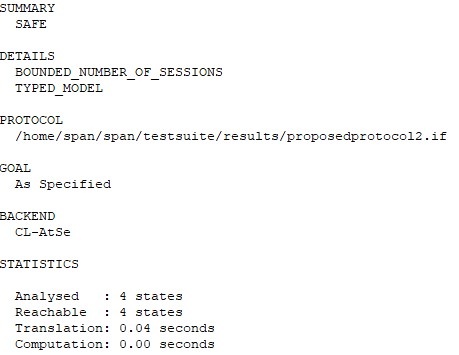 SUMMARY
SAFE
DETAILS
BOUNDED_NUMBER_OF_SESSIONS
TYPED_MODEL
PROTOCOL
/home/span/span/testsuite/results/proposedprotocol2.if
GOAL
As Specified
BACKEND
CL-AtSe
STATISTICS
Analysed   : 4 states
Reachable  : 4 states
Translation: 0.04 seconds
Computation: 0.00 seconds